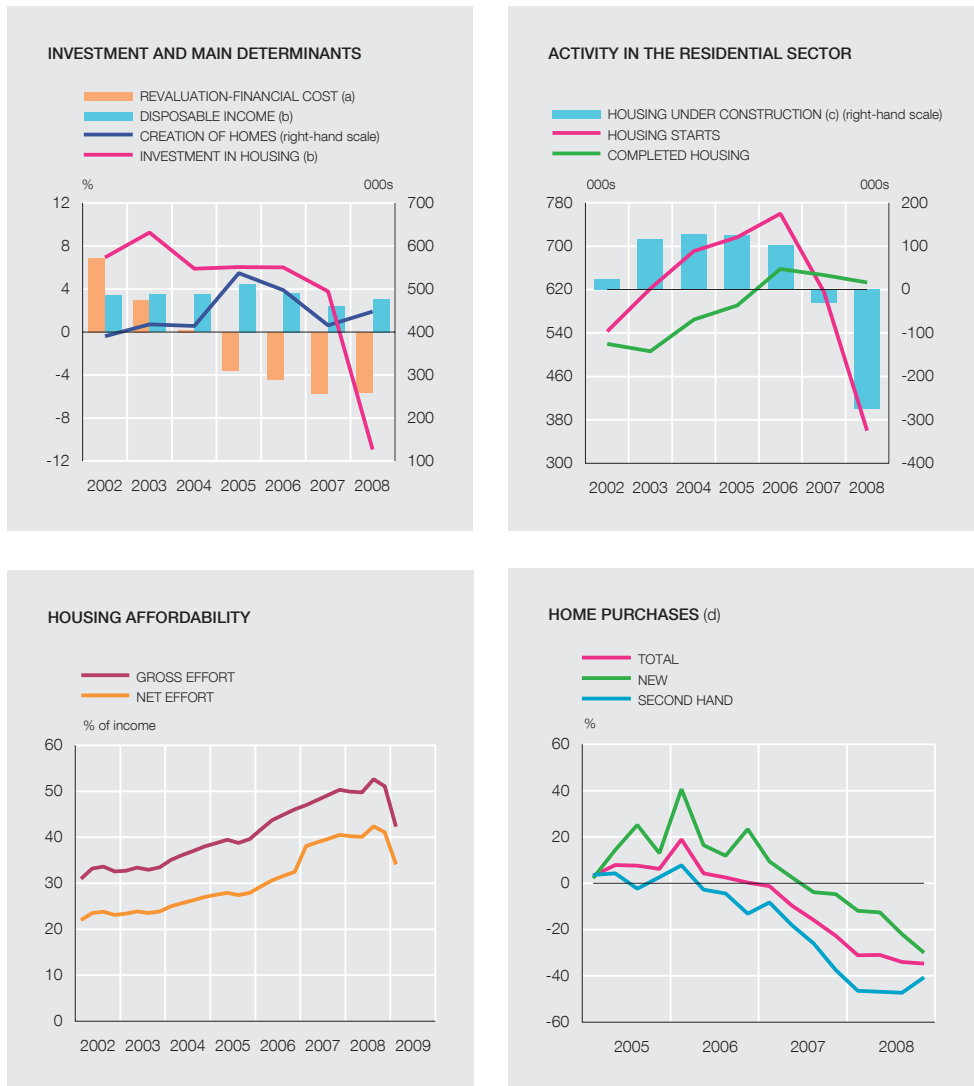 INVESTMENT AND MAIN DETERMINANTS
REVALUATION-FINANCIAL COST (a)
DISPOSABLE INCOME (b)
CREATION OF HOMES (right-hand scale)
INVESTMENT IN HOUSING (b)
% 000s
12 700
8 600
4 500
0 400
-4 300
-8 200
-12 100
2002 2003 2004 2005 2006 2007 2008
ACTIVITY IN THE RESIDENTIAL SECTOR
HOUSING UNDER CONSTRUCTION (c) (right-hand scale)
HOUSING STARTS
COMPLETED HOUSING
000s 000s
780 200
700 100
620 0
540 -100
460 -200
380 -300
300 -400
2002 2003 2004 2005 2006 2007 2008
HOUSING AFFORDABILITY
GROSS EFFORT
NET EFFORT
% of income
60
50
40
30
20
10
0
2002 2003 2004 2005 2006 2007 2008 2009
HOME PURCHASES (d)
TOTAL
NEW
SECOND HAND
%
60
40
20
0
-20
-40
-60
2005 2006 2007 2008